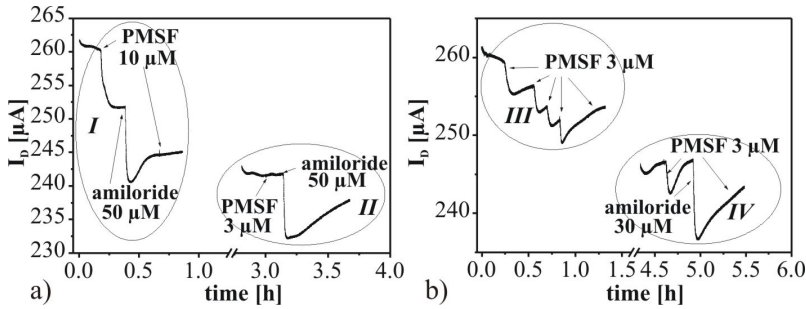 265
260
255
250
245
240
235
230
I_D [µA]
PMSF
10 µM
I
amiloride
50 µM
amiloride
50 µM
PMSF
3 µM
II
0.0 0.5 1.0 3.0 3.5 4.0
time [h]
a)
260
250
240
I_D [µA]
PMSF 3 µM
III
PMSF 3 µM
amiloride
30 µM
IV
0.0 0.5 1.0 1.5 4.5 5.0 5.5 6.0
time [h]
b)